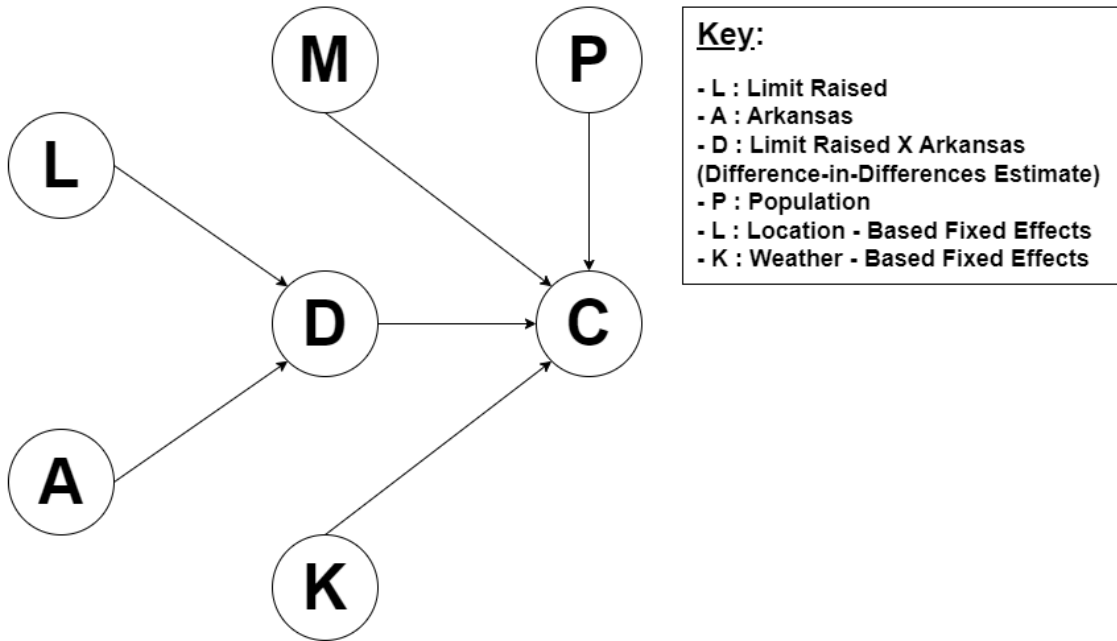 M
P
L
D
C
A
K
Key:
- L : Limit Raised
- A : Arkansas
- D : Limit Raised X Arkansas
(Difference-in-Differences Estimate)
- P : Population
- L : Location - Based Fixed Effects
- K : Weather - Based Fixed Effects